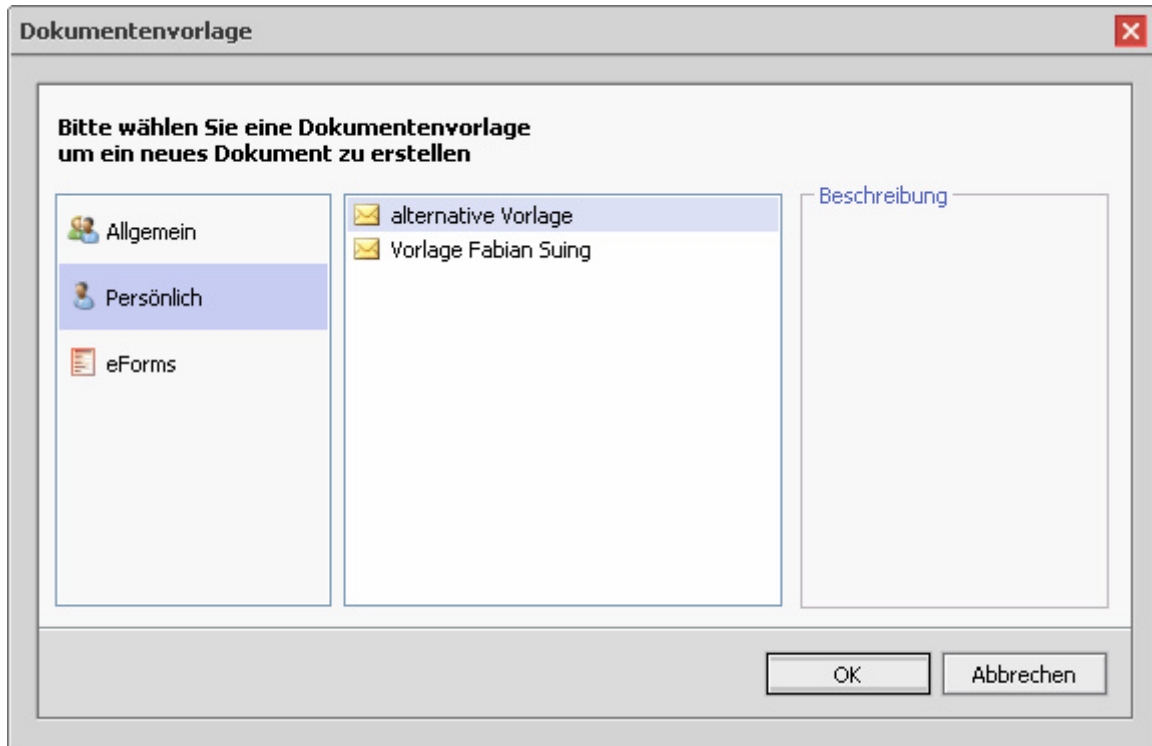 Dokumentenvorlage
Bitte wählen Sie eine Dokumentenvorlage
um ein neues Dokument zu erstellen
Allgemein
Persönlich
eForms
alternative Vorlage
Vorlage Fabian Suing
Beschreibung
OK
Abbrechen